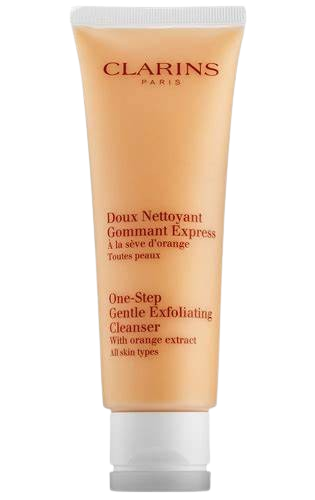 CLARINS
PARIS
Doux Nettoyant
Gommant Express
À la sève d'orange
Toutes peaux
One-Step
Gentle Exfoliating
Cleanser
With orange extract
All skin types